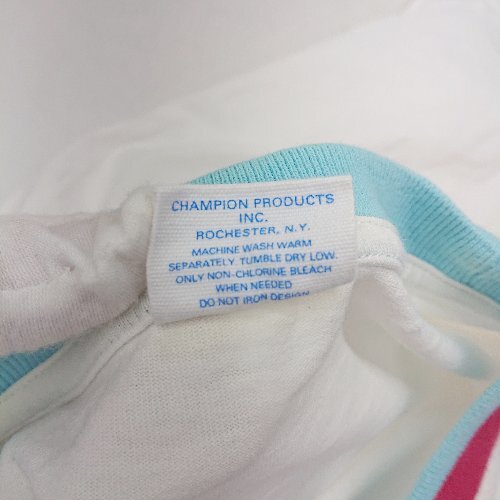 CHAMPION PRODUCTS
INC.
ROCHESTER, N.Y.
MACHINE WASH WARM
SEPARATELY TUMBLE DRY LOW.
ONLY NON-CHLORINE BLEACH
WHEN NEEDED
DO NOT IRON DESIGN